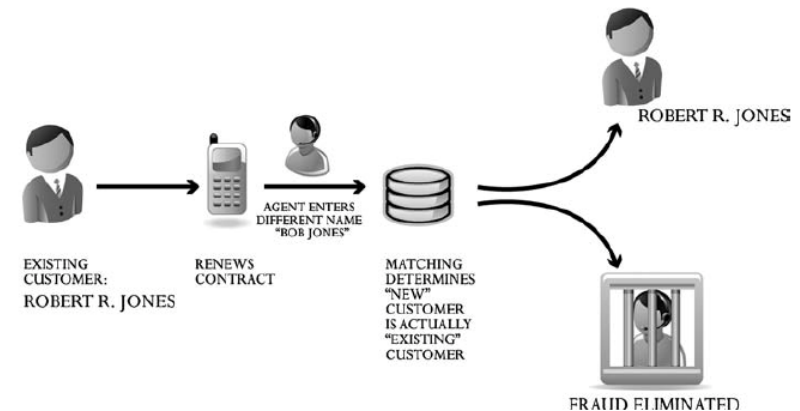 EXISTING
CUSTOMER:
ROBERT R. JONES
RENEWS
CONTRACT
AGENT ENTERS
DIFFERENT NAME
"BOB JONES"
MATCHING
DETERMINES
"NEW"
CUSTOMER
IS ACTUALLY
"EXISTING"
CUSTOMER
ROBERT R. JONES
FRAUD ELIMINATED